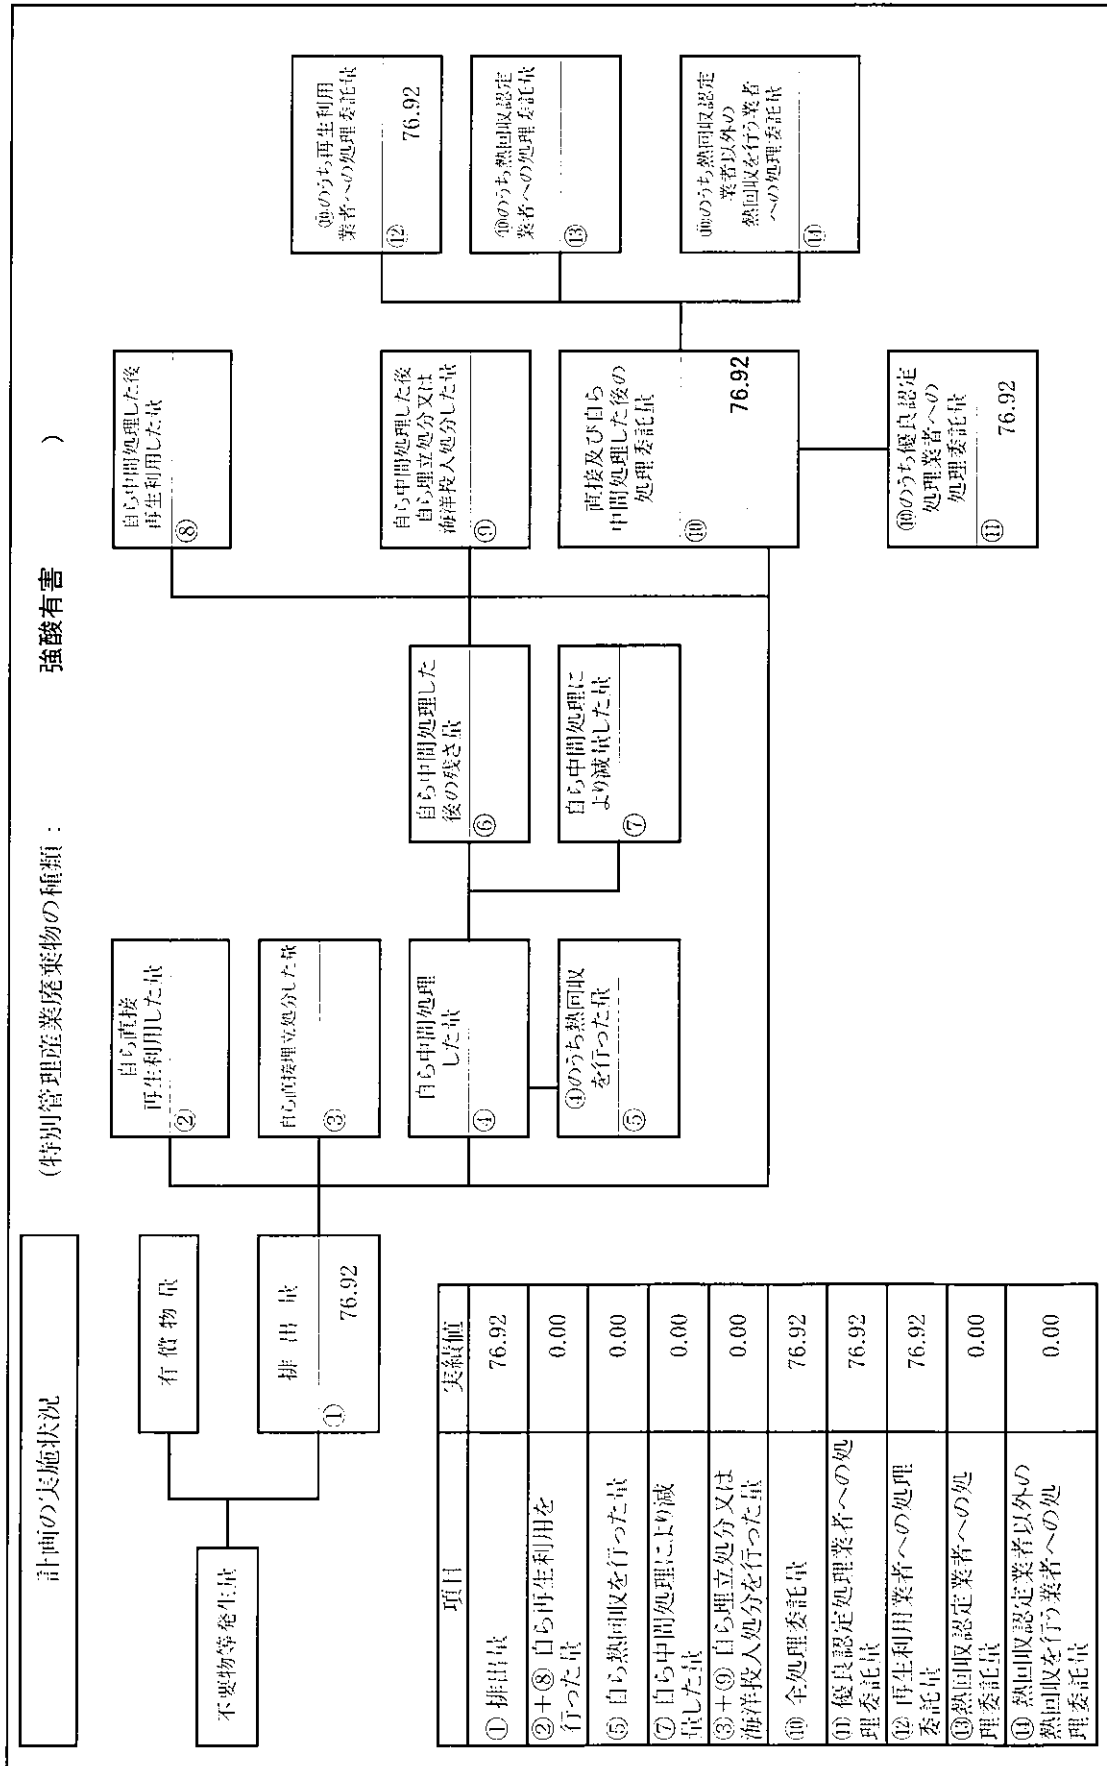 計画の実施状況
（特別管理産業廃棄物の種類：
強酸有害
）
不要物等発生量
有償物量
排出量
① 76.92
自ら直接
再生利用した量
②
自ら直接埋立処分した量
③
自ら中間処理
した量
④
④のうち熱回収
を行った量
⑤
自ら中間処理した
後の残さ量
⑥
自ら中間処理に
より減量した量
⑦
自ら中間処理した後
再生利用した量
⑧
自ら中間処理した後
自ら埋立処分又は
海洋投入処分した量
⑨
直接及び自ら
中間処理した後の
処理委託量
⑩ 76.92
⑩のうち優良認定
処理業者への
処理委託量
⑪ 76.92
⑩のうち再生利用
業者への処理委託量
⑫ 76.92
⑩のうち熱回収認定
業者への処理委託量
⑬
⑩のうち熱回収認定
業者以外の
熱回収を行う業者
への処理委託量
⑭
項目 実績値
①排出量 76.92
②＋⑧ 自ら再生利用を
行った量 0.00
⑤ 自ら熱回収を行った量 0.00
⑦ 自ら中間処理により減
量した量 0.00
③＋⑨ 自ら埋立処分又は
海洋投入処分を行った量 0.00
⑩ 全処理委託量 76.92
⑪ 優良認定処理業者への処
理委託量 76.92
⑫ 再生利用業者への処理
委託量 76.92
⑬熱回収認定業者への処
理委託量 0.00
⑭ 熱回収認定業者以外の
熱回収を行う業者への処
理委託量 0.00